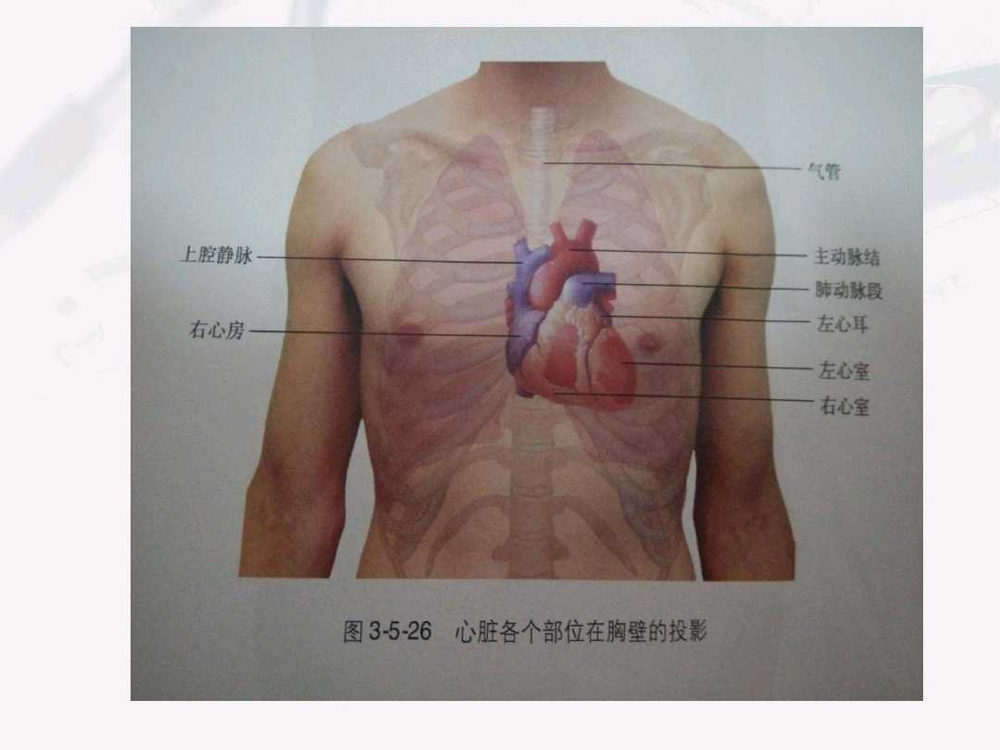 气管
上腔静脉
主动脉结
肺动脉段
左心耳
右心房
左心室
右心室
图 3-5-26 心脏各个部位在胸壁的投影